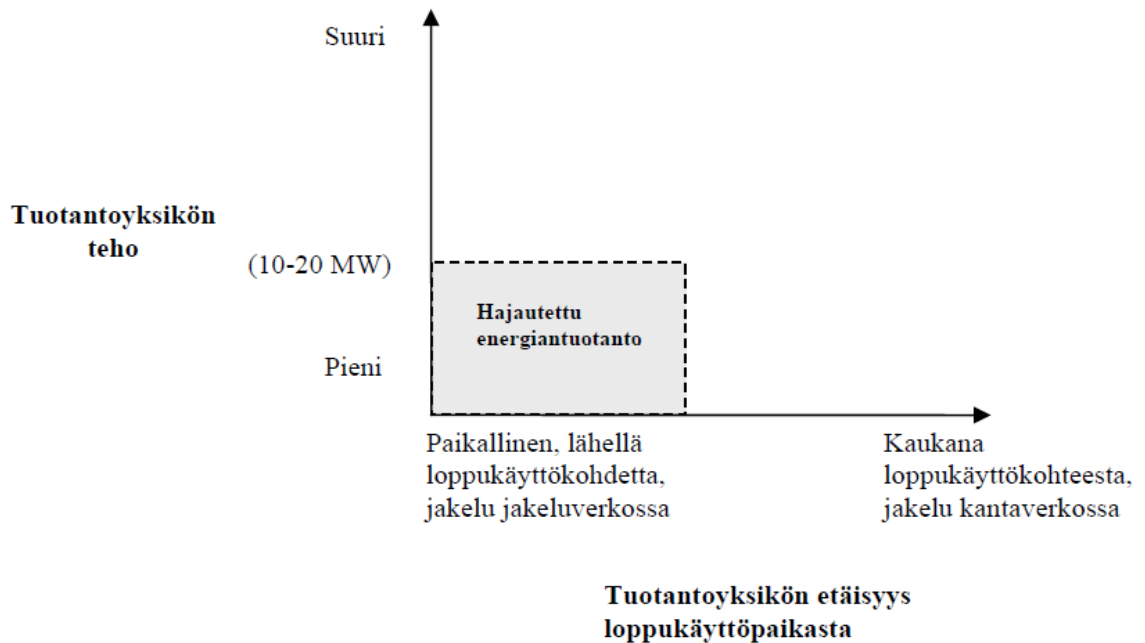 Suuri
Tuotantoyksikön
teho
(10-20 MW)
Hajautettu
energiantuotanto
Pieni
Paikallinen, lähellä
loppukäyttökohdetta,
jakelu jakeluverkossa
Kaukana
loppukäyttökohteesta,
jakelu kantaverkossa
Tuotantoyksikön etäisyys
loppukäyttöpaikasta